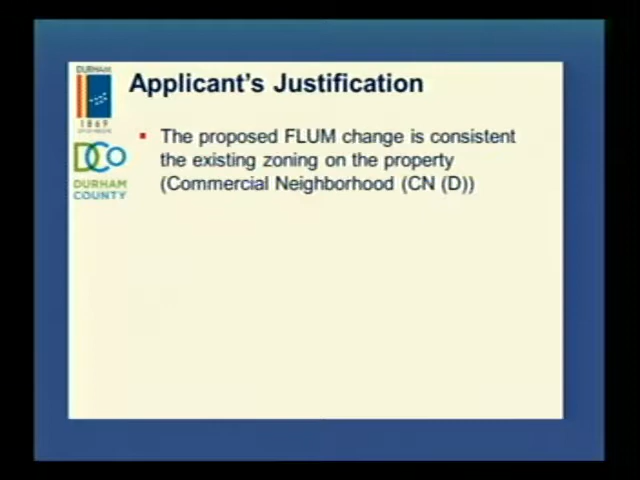 DURHAM
1869
DCO
DURHAM
COUNTY
Applicant's Justification
The proposed FLUM change is consistent
the existing zoning on the property
(Commercial Neighborhood (CN (D))